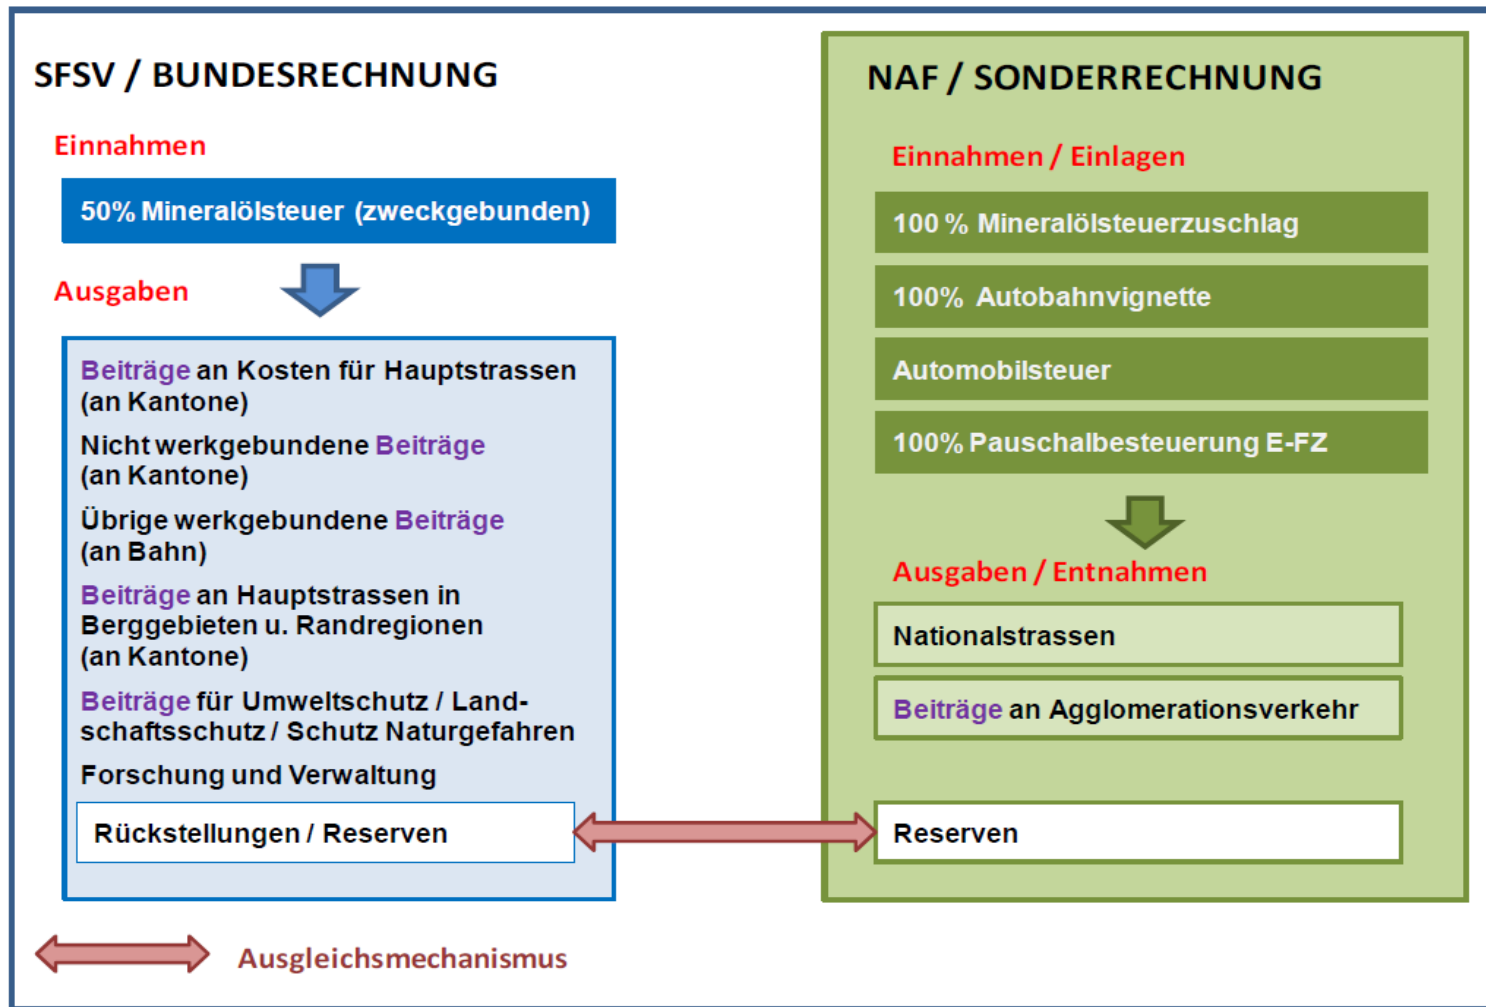 SFSV / BUNDESRECHNUNG
Einnahmen
50% Mineralölsteuer (zweckgebunden)
Ausgaben
Beiträge an Kosten für Hauptstrassen
(an Kantone)
Nicht werkgebundene Beiträge
(an Kantone)
Übrige werkgebundene Beiträge
(an Bahn)
Beiträge an Hauptstrassen in
Berggebieten u. Randregionen
(an Kantone)
Beiträge für Umweltschutz / Land-
schaftsschutz / Schutz Naturgefahren
Forschung und Verwaltung
Rückstellungen / Reserven
NAF / SONDERRECHNUNG
Einnahmen / Einlagen
100 % Mineralölsteuerzuschlag
100% Autobahnvignette
Automobilsteuer
100% Pauschalbesteuerung E-FZ
Ausgaben / Entnahmen
Nationalstrassen
Beiträge an Agglomerationsverkehr
Reserven
Ausgleichsmechanismus